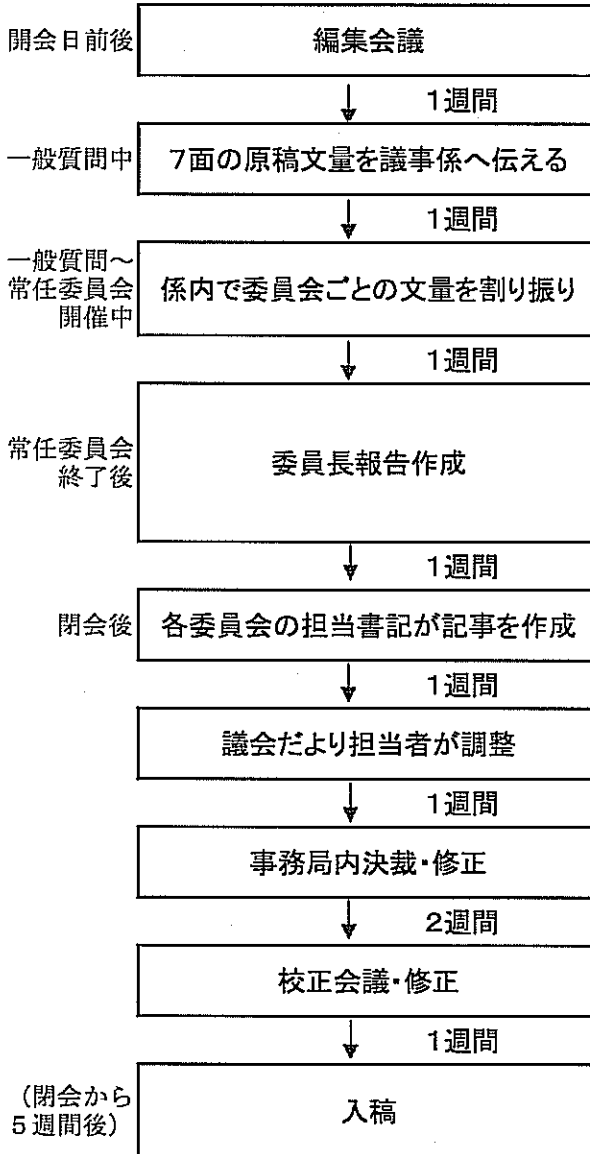 開会日前後
編集会議
1週間
一般質問中
7面の原稿文量を議事係へ伝える
1週間
一般質問～
常任委員会
開催中
係内で委員会ごとの文量を割り振り
1週間
常任委員会
終了後
委員長報告作成
1週間
閉会後
各委員会の担当書記が記事を作成
1週間
議会だより担当者が調整
1週間
事務局内決裁・修正
2週間
校正会議・修正
1週間
(閉会から
5週間後)
入稿